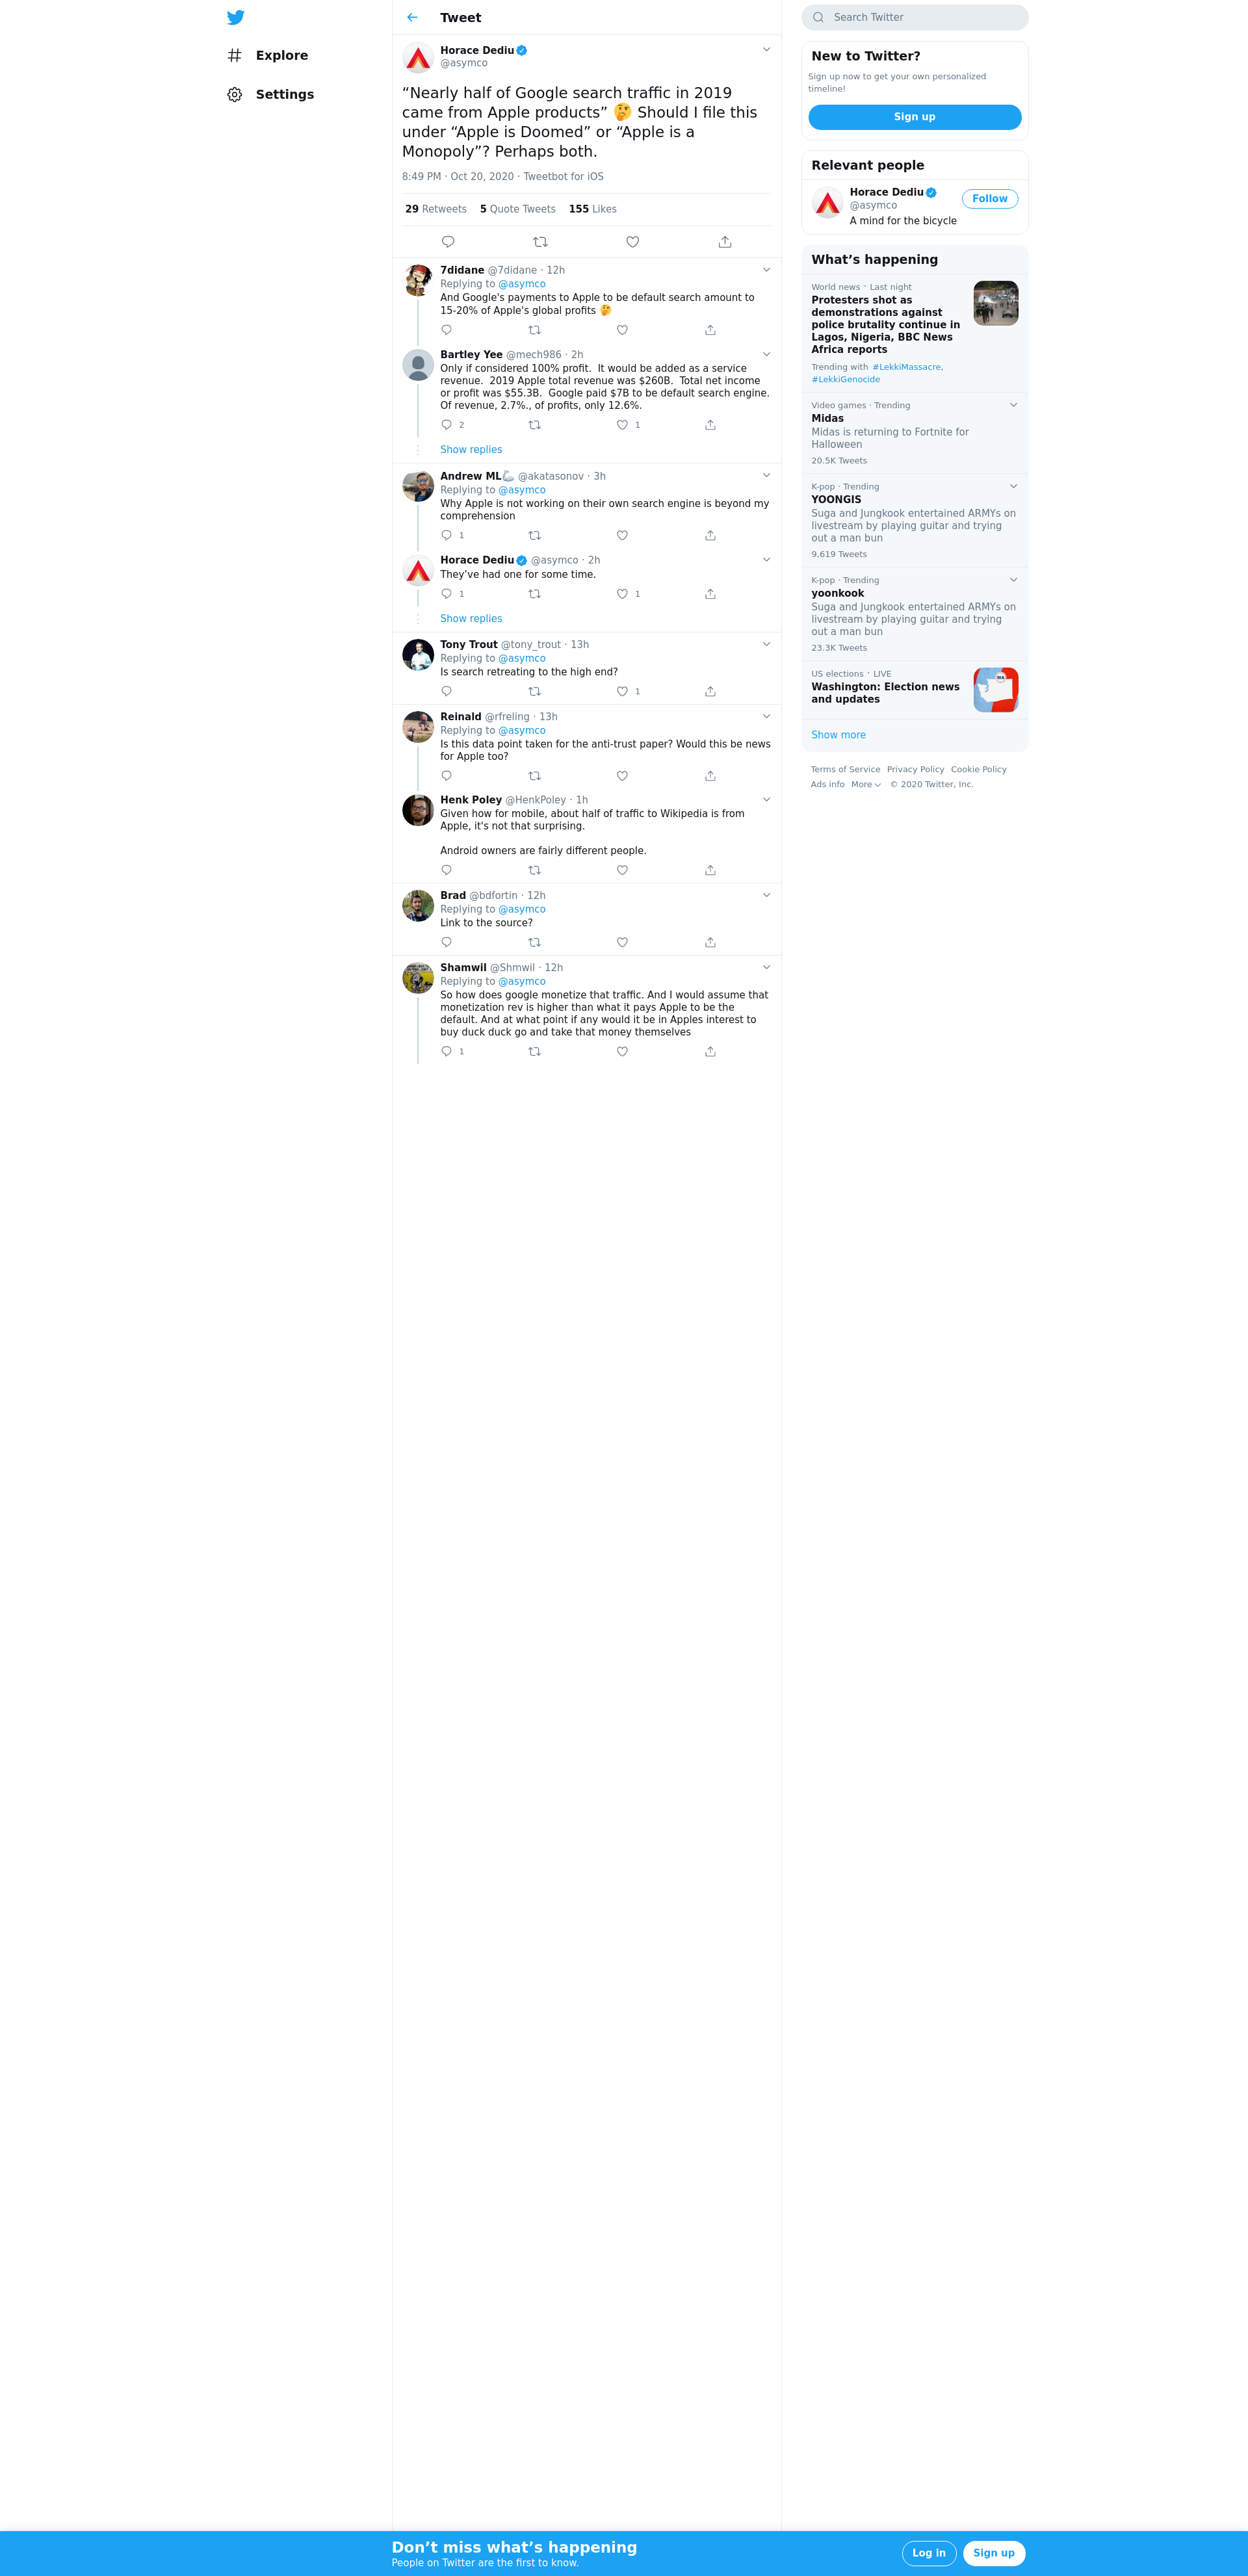 Explore
Settings
Tweet
Horace Dediu
@asymco
“Nearly half of Google search traffic in 2019
came from Apple products” 🤔 Should I file this
under “Apple is Doomed” or “Apple is a
Monopoly”? Perhaps both.
8:49 PM · Oct 20, 2020 · Tweetbot for iOS
29 Retweets 5 Quote Tweets 155 Likes
7didane @7didane · 12h
Replying to @asymco
And Google's payments to Apple to be default search amount to
15-20% of Apple's global profits 🤔
Bartley Yee @mech986 · 2h
Only if considered 100% profit.  It would be added as a service
revenue.  2019 Apple total revenue was $260B.  Total net income
or profit was $55.3B.  Google paid $7B to be default search engine.
Of revenue, 2.7%., of profits, only 12.6%.
2 1
Show replies
Andrew ML🦾 @akatasonov · 3h
Replying to @asymco
Why Apple is not working on their own search engine is beyond my
comprehension
1
Horace Dediu @asymco · 2h
They’ve had one for some time.
1 1
Show replies
Tony Trout @tony_trout · 13h
Replying to @asymco
Is search retreating to the high end?
1
Reinald @rfreling · 13h
Replying to @asymco
Is this data point taken for the anti-trust paper? Would this be news
for Apple too?
Henk Poley @HenkPoley · 1h
Given how for mobile, about half of traffic to Wikipedia is from
Apple, it's not that surprising.
Android owners are fairly different people.
Brad @bdfortin · 12h
Replying to @asymco
Link to the source?
Shamwil @Shmwil · 12h
Replying to @asymco
So how does google monetize that traffic. And I would assume that
monetization rev is higher than what it pays Apple to be the
default. And at what point if any would it be in Apples interest to
buy duck duck go and take that money themselves
1
Search Twitter
New to Twitter?
Sign up now to get your own personalized
timeline!
Sign up
Relevant people
Horace Dediu
@asymco
Follow
A mind for the bicycle
What’s happening
World news · Last night
Protesters shot as
demonstrations against
police brutality continue in
Lagos, Nigeria, BBC News
Africa reports
Trending with #LekkiMassacre,
#LekkiGenocide
Video games · Trending
Midas
Midas is returning to Fortnite for
Halloween
20.5K Tweets
K-pop · Trending
YOONGIS
Suga and Jungkook entertained ARMYs on
livestream by playing guitar and trying
out a man bun
9,619 Tweets
K-pop · Trending
yoonkook
Suga and Jungkook entertained ARMYs on
livestream by playing guitar and trying
out a man bun
23.3K Tweets
US elections · LIVE
Washington: Election news
and updates
WA
Show more
Terms of Service Privacy Policy Cookie Policy
Ads info More © 2020 Twitter, Inc.
Don’t miss what’s happening
People on Twitter are the first to know.
Log in
Sign up